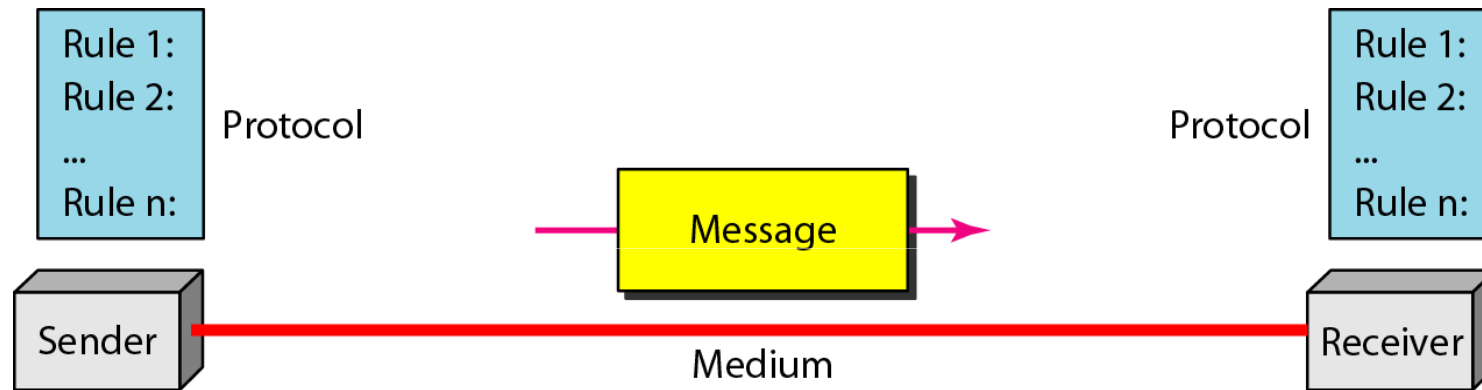 Rule 1:
Rule 2:
...
Rule n:
Protocol
Message
Protocol
Rule 1:
Rule 2:
...
Rule n:
Sender
Medium
Receiver